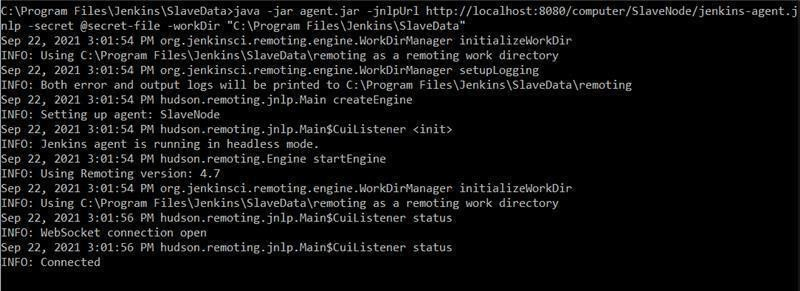 C:\Program Files\Jenkins\SlaveData>java -jar agent.jar -jnlpUrl http://localhost:8080/computer/SlaveNode/jenkins-agent.j
nlp -secret @secret-file -workDir "C:\Program Files\Jenkins\SlaveData"
Sep 22, 2021 3:01:54 PM org.jenkinsci.remoting.engine.WorkDirManager initializeWorkDir
INFO: Using C:\Program Files\Jenkins\SlaveData\remoting as a remoting work directory
Sep 22, 2021 3:01:54 PM org.jenkinsci.remoting.engine.WorkDirManager setupLogging
INFO: Both error and output logs will be printed to C:\Program Files\Jenkins\SlaveData\remoting
Sep 22, 2021 3:01:54 PM hudson.remoting.jnlp.Main createEngine
INFO: Setting up agent: SlaveNode
Sep 22, 2021 3:01:54 PM hudson.remoting.jnlp.Main$CuiListener <init>
INFO: Jenkins agent is running in headless mode.
Sep 22, 2021 3:01:54 PM hudson.remoting.Engine startEngine
INFO: Using Remoting version: 4.7
Sep 22, 2021 3:01:54 PM org.jenkinsci.remoting.engine.WorkDirManager initializeWorkDir
INFO: Using C:\Program Files\Jenkins\SlaveData\remoting as a remoting work directory
Sep 22, 2021 3:01:56 PM hudson.remoting.jnlp.Main$CuiListener status
INFO: WebSocket connection open
Sep 22, 2021 3:01:56 PM hudson.remoting.jnlp.Main$CuiListener status
INFO: Connected